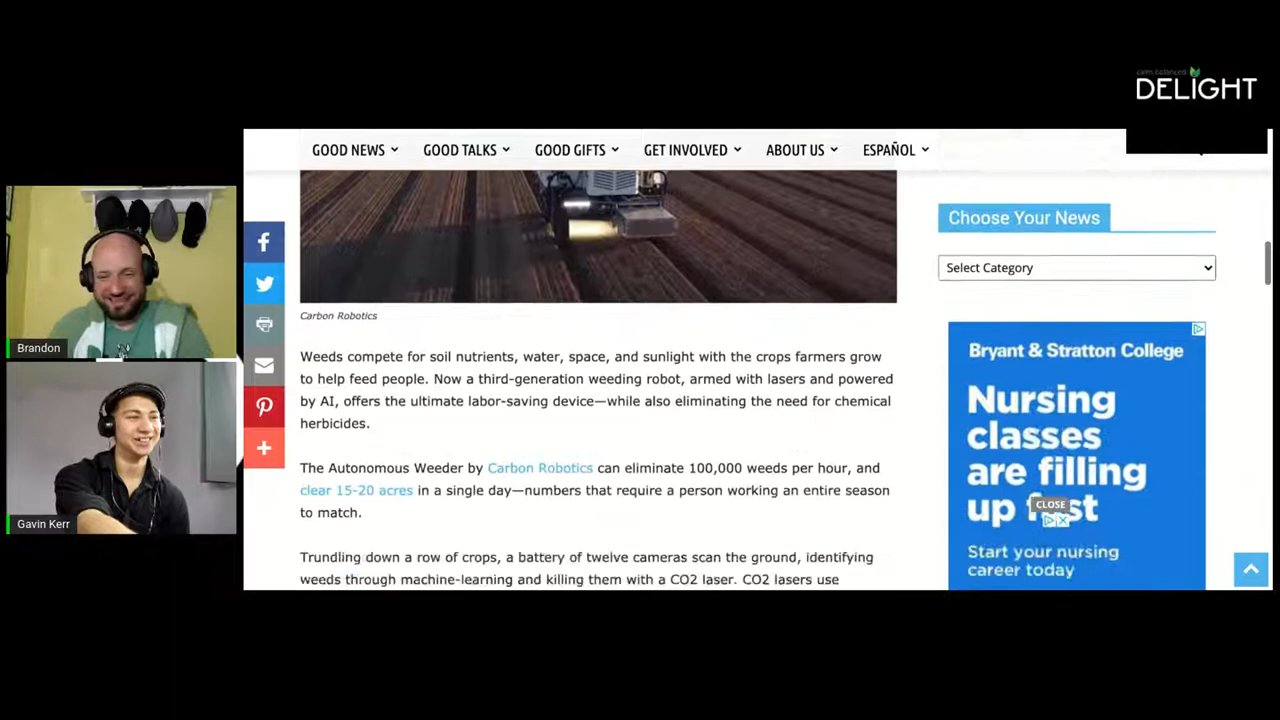 calm.balanced.
DELIGHT
GOOD NEWS
GOOD TALKS
GOOD GIFTS
GET INVOLVED
ABOUT US
ESPAÑOL
Brandon
Gavin Kerr
Carbon Robotics
Weeds compete for soil nutrients, water, space, and sunlight with the crops farmers grow
to help feed people. Now a third-generation weeding robot, armed with lasers and powered
by AI, offers the ultimate labor-saving device—while also eliminating the need for chemical
herbicides.
The Autonomous Weeder by Carbon Robotics can eliminate 100,000 weeds per hour, and
clear 15-20 acres in a single day—numbers that require a person working an entire season
to match.
Trundling down a row of crops, a battery of twelve cameras scan the ground, identifying
weeds through machine-learning and killing them with a CO2 laser. CO2 lasers use
Choose Your News
Select Category
Bryant & Stratton College
Nursing
classes
are filling
up f st
CLOSE
Start your nursing
career today